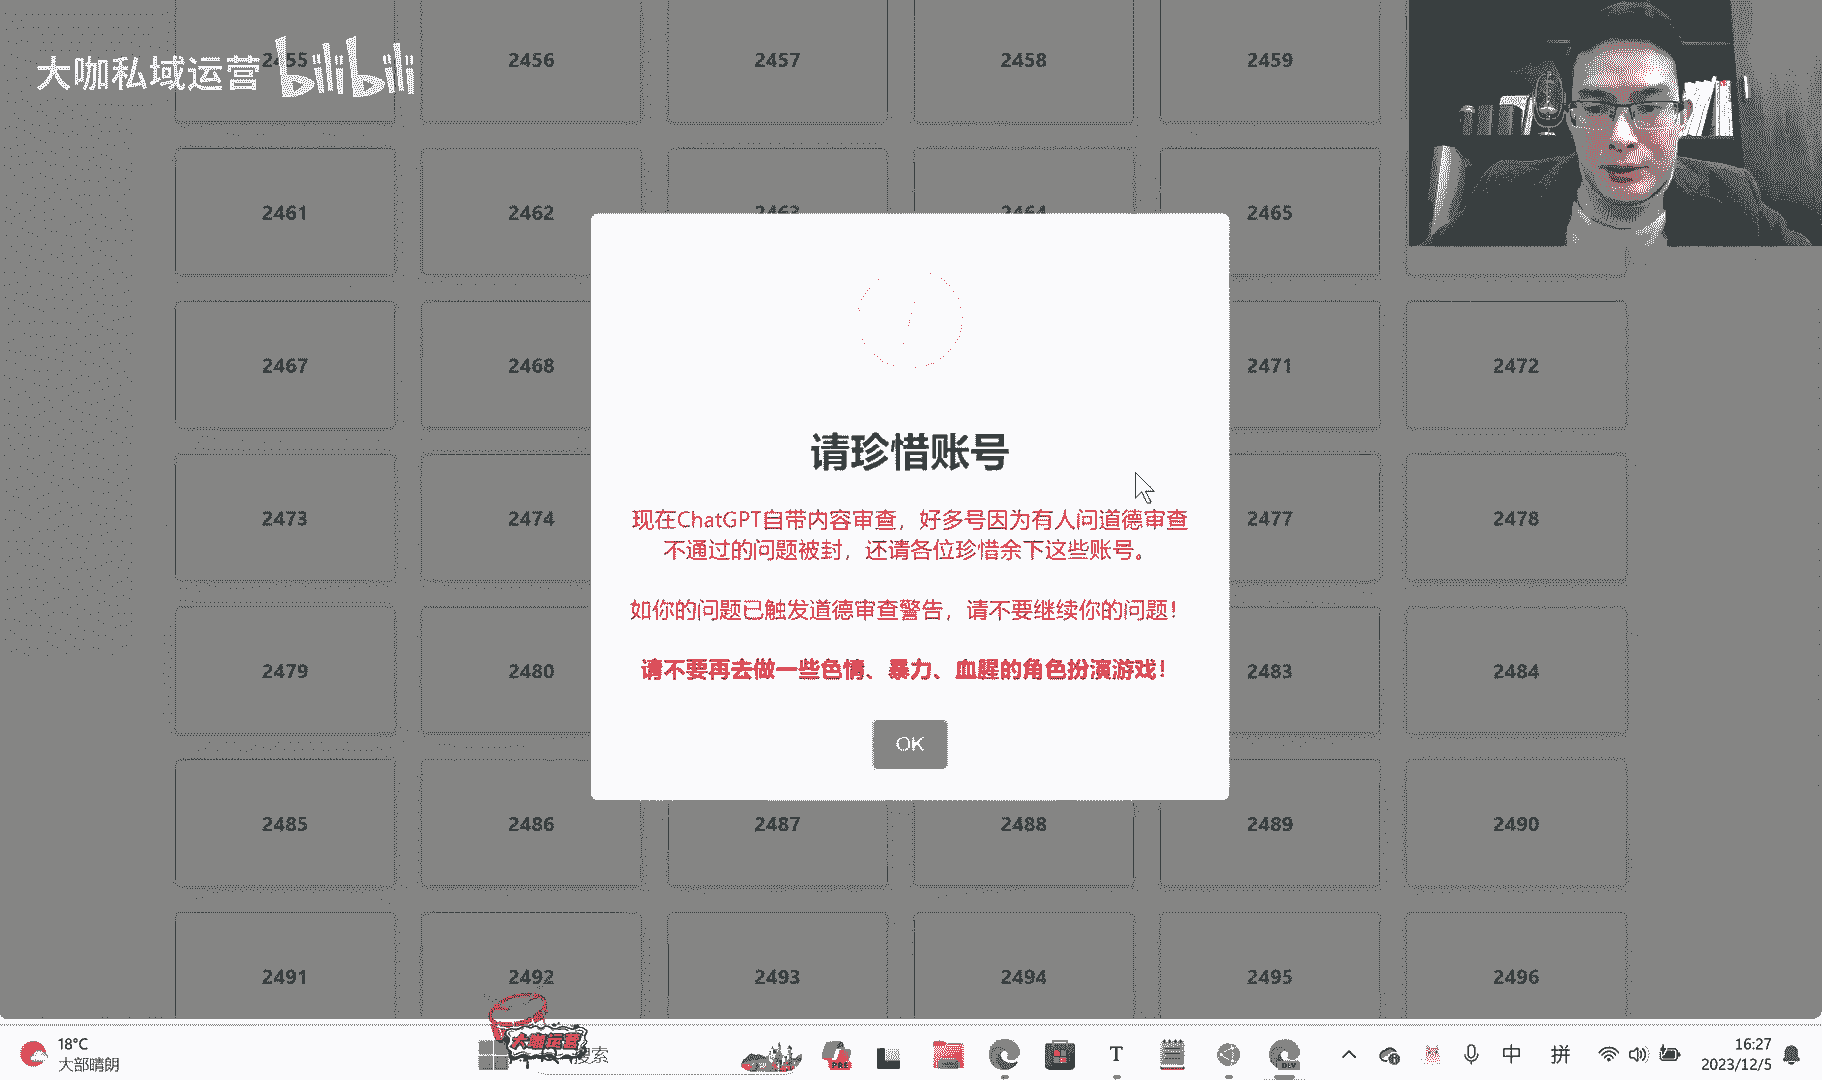 大咖私域运营 bilibili
2455 2456 2457 2458 2459
2461 2462 2463 2464 2465
2467 2468 2471 2472
2473 2474 2477 2478
2479 2480 2483 2484
2485 2486 2487 2488 2489 2490
2491 2492 2493 2494 2495 2496
请珍惜账号
现在ChatGPT自带内容审查，好多号因为有人问道德审查
不通过的问题被封，还请各位珍惜余下这些账号。
如你的问题已触发道德审查警告，请不要继续你的问题！
请不要再去做一些色情、暴力、血腥的角色扮演游戏！
OK
18°C
大部晴朗
大咖运营
搜索
PRE
T
DEV
中 拼
16:27
2023/12/5